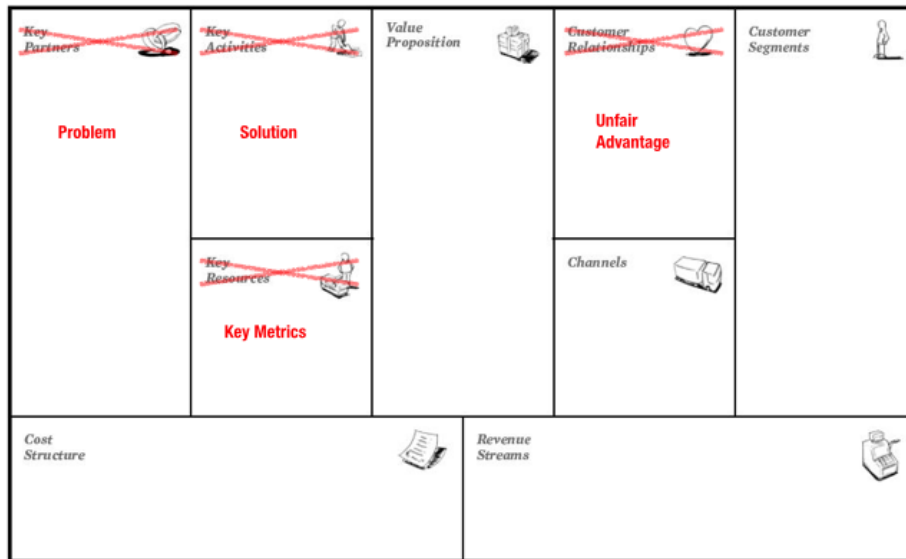 Key
Partners
Problem
Key
Activities
Solution
Key
Resources
Key Metrics
Value
Proposition
Customer
Relationships
Unfair
Advantage
Channels
Customer
Segments
Cost
Structure
Revenue
Streams